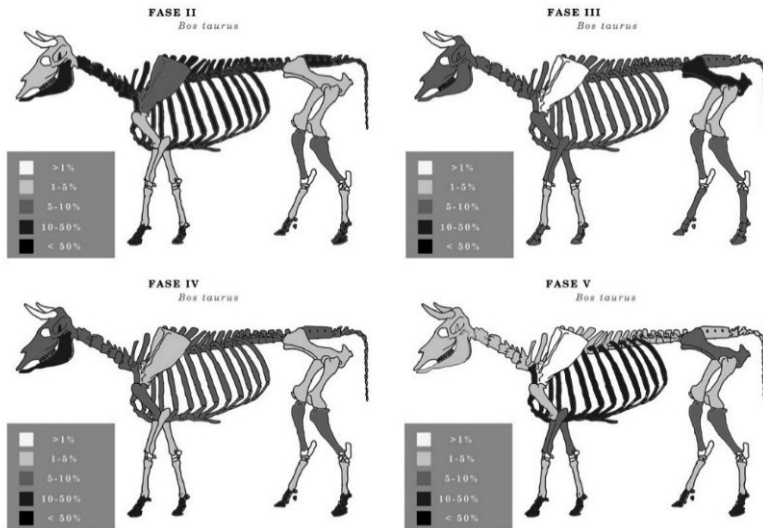 FASE II
Bos taurus
>1%
1-5%
5-10%
10-50%
< 50%
FASE III
Bos taurus
>1%
1-5%
5-10%
10-50%
< 50%
FASE IV
Bos taurus
>1%
1-5%
5-10%
10-50%
< 50%
FASE V
Bos taurus
>1%
1-5%
5-10%
10-50%
< 50%